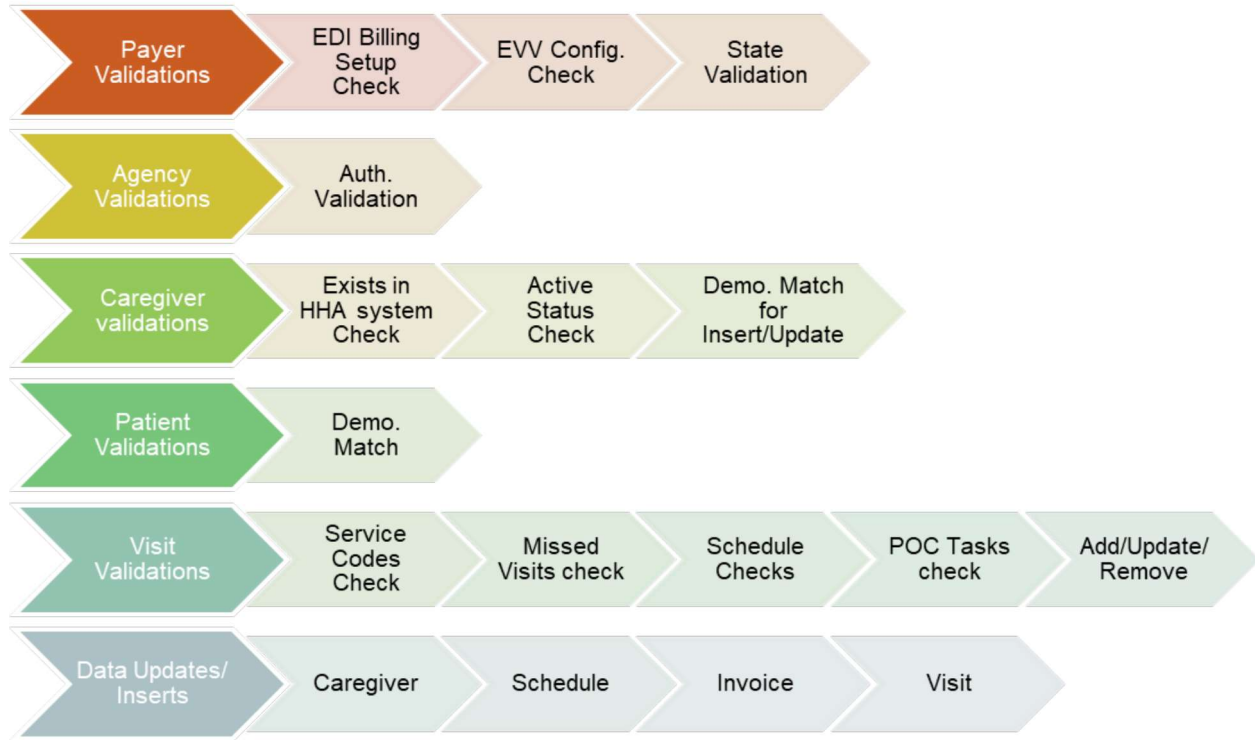 Payer
Validations
EDI Billing
Setup
Check
EVV Config.
Check
State
Validation
Agency
Validations
Auth.
Validation
Caregiver
validations
Exists in
HHA system
Check
Active
Status
Check
Demo. Match
for
Insert/Update
Patient
Validations
Demo.
Match
Visit
Validations
Service
Codes
Check
Missed
Visits check
Schedule
Checks
POC Tasks
check
Add/Update/
Remove
Data Updates/
Inserts
Caregiver
Schedule
Invoice
Visit